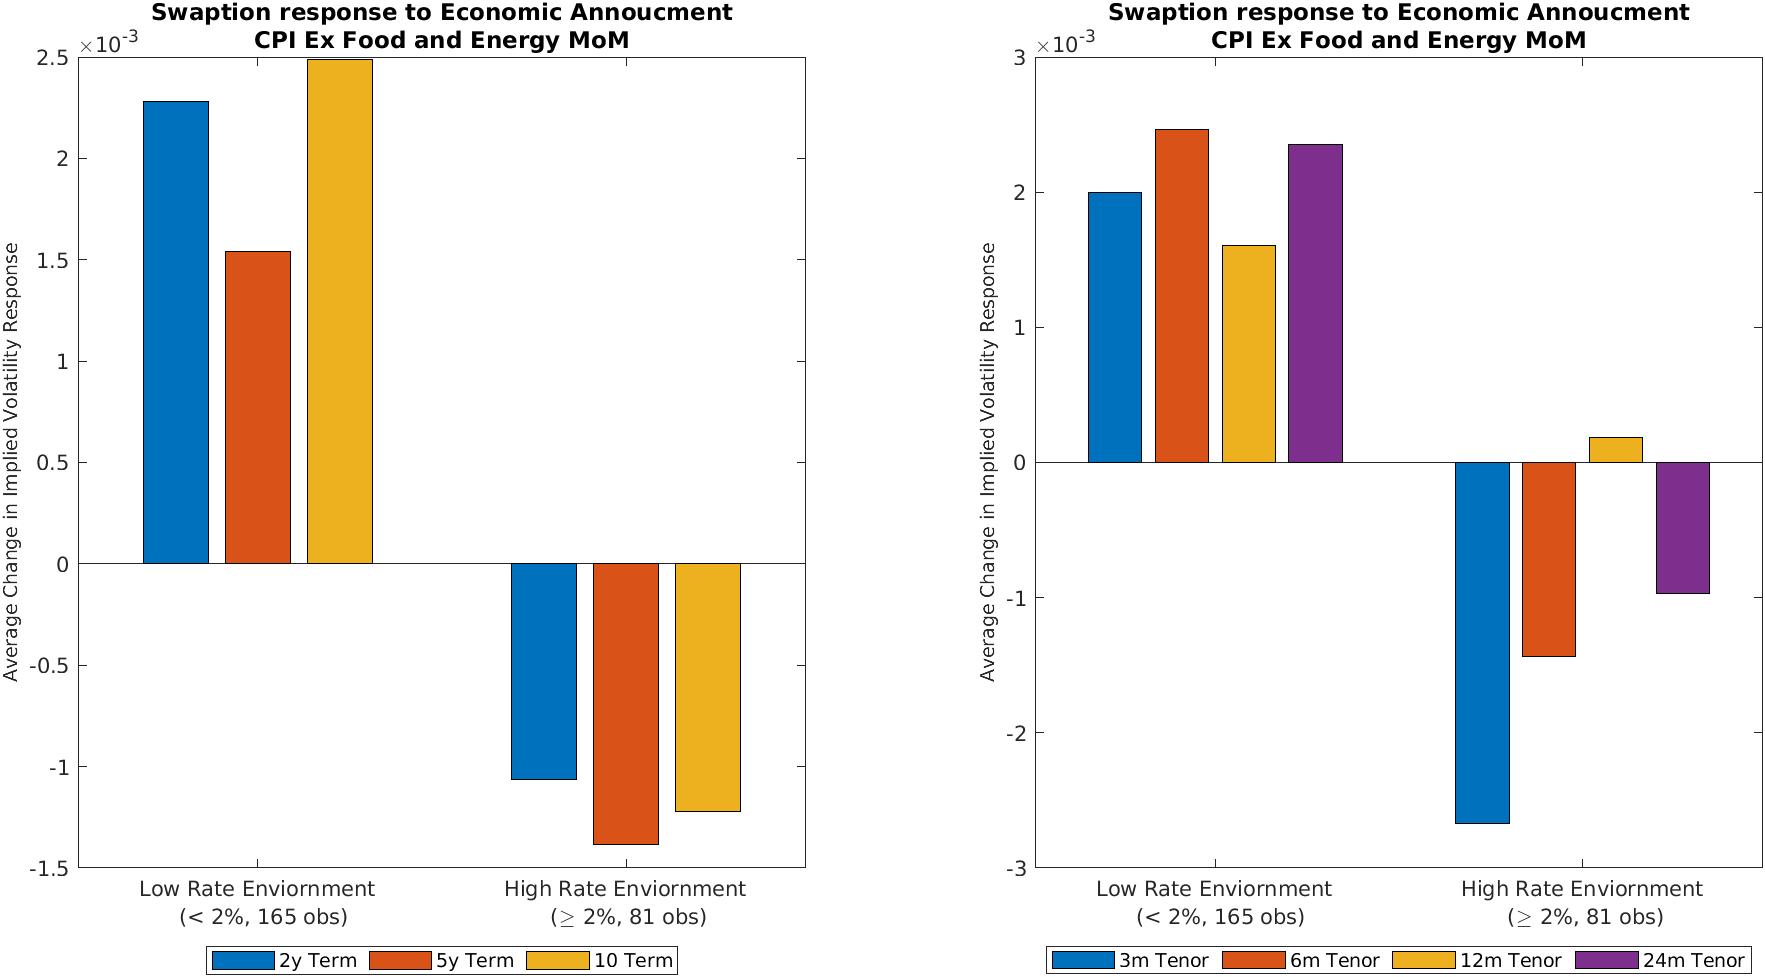 Swaption response to Economic Annoucment
CPI Ex Food and Energy MoM
×10-3
2.5
2
1.5
1
0.5
0
-0.5
-1
-1.5
Average Change in Implied Volatility Response
Low Rate Enviornment
(< 2%, 165 obs)
High Rate Enviornment
(≥ 2%, 81 obs)
2y Term 5y Term 10 Term
Swaption response to Economic Annoucment
CPI Ex Food and Energy MoM
×10-3
3
2
1
0
-1
-2
-3
Average Change in Implied Volatility Response
Low Rate Enviornment
(< 2%, 165 obs)
High Rate Enviornment
(≥ 2%, 81 obs)
3m Tenor 6m Tenor 12m Tenor 24m Tenor